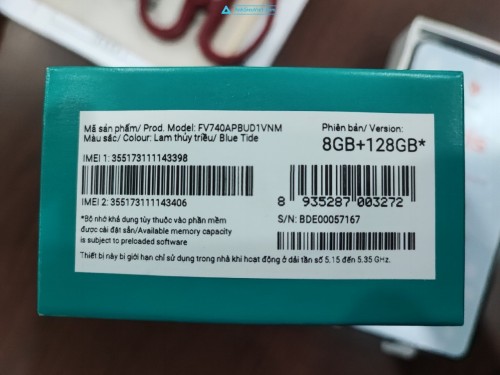 Mã sản phẩm/ Prod. Model: FV740APBUD1VNM
Màu sắc/ Colour: Lam thủy triều/ Blue Tide
Phiên bản/ Version:
8GB+128GB*
IMEI 1: 355173111143398
IMEI 2: 355173111143406
8 935287 003272
S/N: BDE00057167
*Bộ nhớ khả dụng tùy thuộc vào phần mềm
được cài đặt sẵn/Available memory capacity
is subject to preloaded software
Thiết bị này bị giới hạn chỉ sử dụng trong nhà khi hoạt động ở dải tần số 5.15 đến 5.35 GHz.